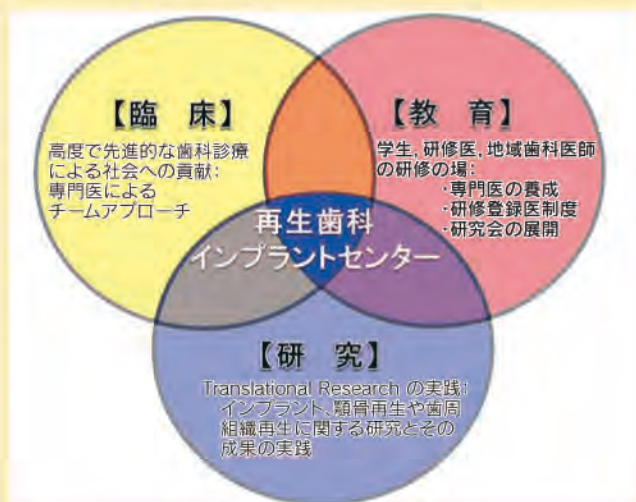 【臨　床】
高度で先進的な歯科診療
による社会への貢献:
専門医による
チームアプローチ
【教　育】
学生,研修医,地域歯科医師
の研修の場:
・専門医の養成
・研修登録医制度
・研究会の展開
再生歯科
インプラントセンター
【研　究】
Translational Research の実践:
インプラント、顎骨再生や歯周
組織再生に関する研究とその
成果の実践